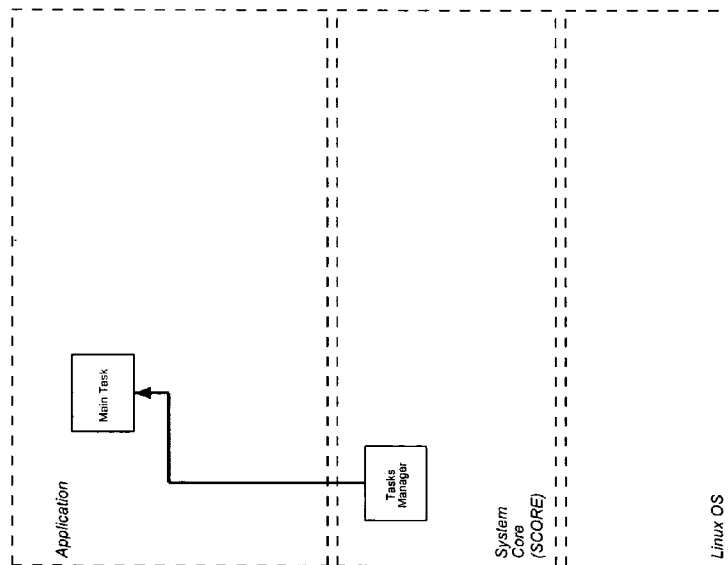 Application
Main Task
Tasks
Manager
System
Core
(SCORE)
Linux OS